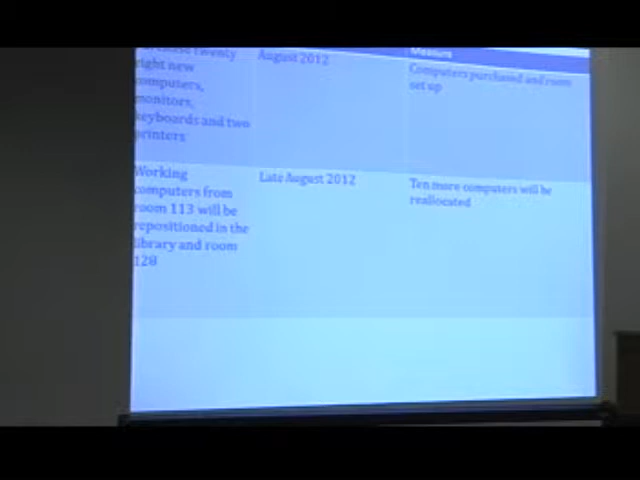 Measure
twenty
right new
computers,
monitors,
keyboards and two
printers
August 2012
Computers purchased and room
set up
Working
computers from
room 113 will be
repositioned in the
library and room
128
Late August 2012
Ten more computers will be
reallocated